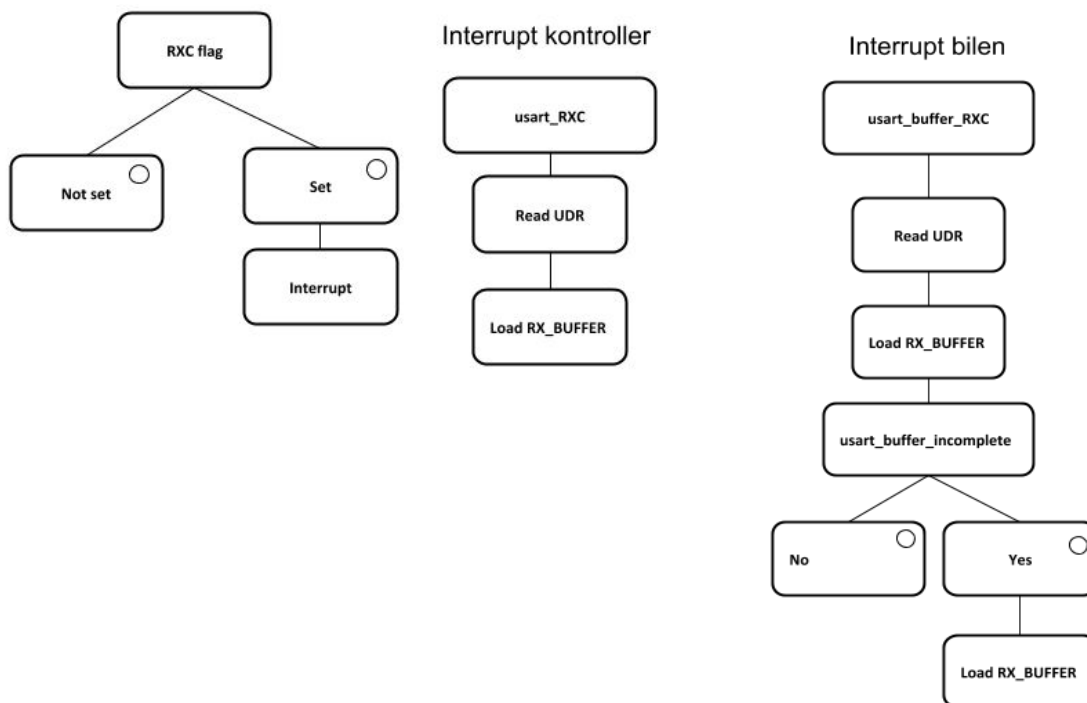 RXC flag
Not set
Set
Interrupt
Interrupt kontroller
usart_RXC
Read UDR
Load RX_BUFFER
Interrupt bilen
usart_buffer_RXC
Read UDR
Load RX_BUFFER
usart_buffer_incomplete
No
Yes
Load RX_BUFFER